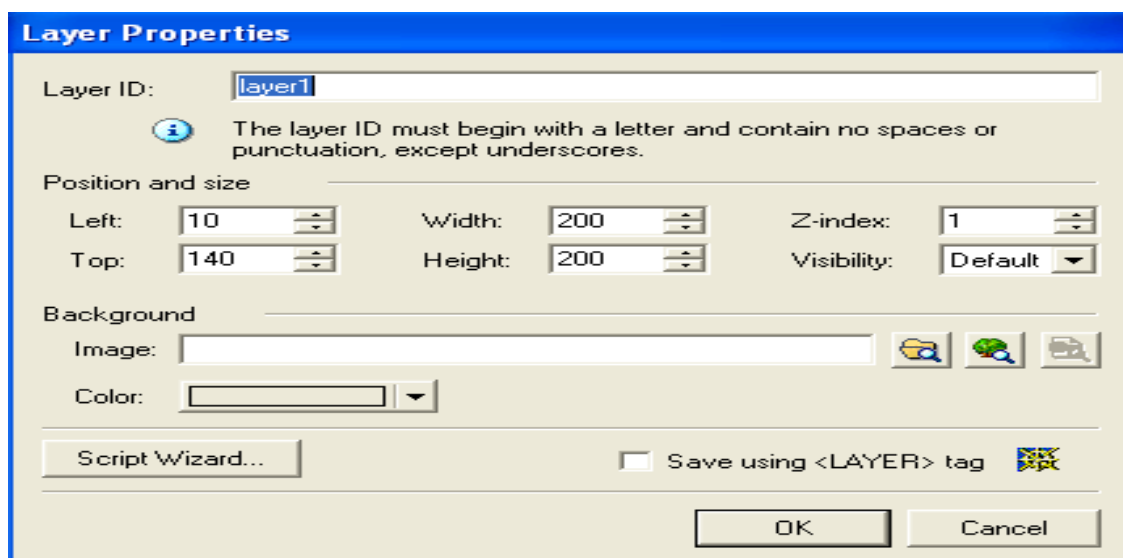 Layer Properties
Layer ID: layer1
The layer ID must begin with a letter and contain no spaces or
punctuation, except underscores.
Position and size
Left: 10 Width: 200 Z-index: 1
Top: 140 Height: 200 Visibility: Default
Background
Image:
Color:
Script Wizard... Save using <LAYER> tag
OK Cancel